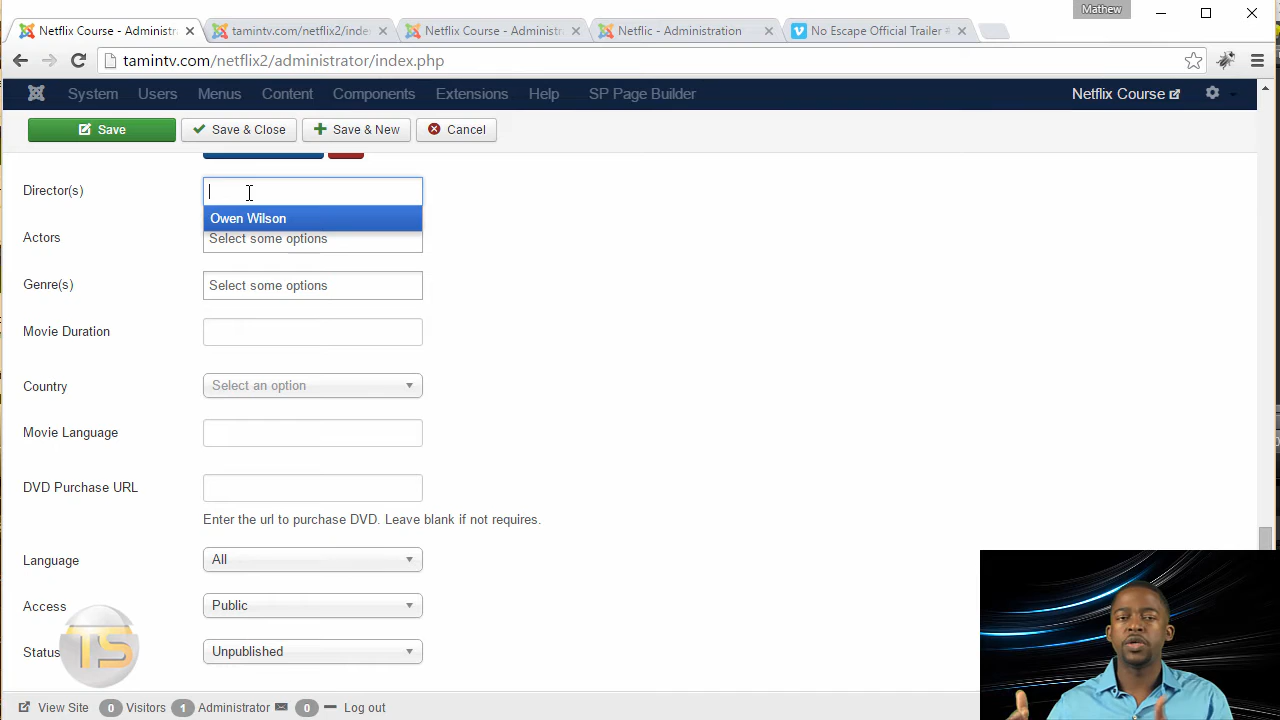 Mathew
Netflix Course - Administra
tamintv.c
netflix2/inde
Netflix Course - Administra
Netflic - Administration
No Escape Official Trailer #
tamintv.com/netflix2/administrator/index.php
System Users Menus Content Components Extensions Help SP Page Builder Netflix Course
Save Save & Close Save & New Cancel
Director(s)
Owen Wilson
Actors Select some options
Genre(s) Select some options
Movie Duration
Country Select an option
Movie Language
DVD Purchase URL
Enter the url to purchase DVD. Leave blank if not requires.
Language All
Access Public
Status Unpublished
TS
View Site 0 Visitors 1 Administrator 0 Log out